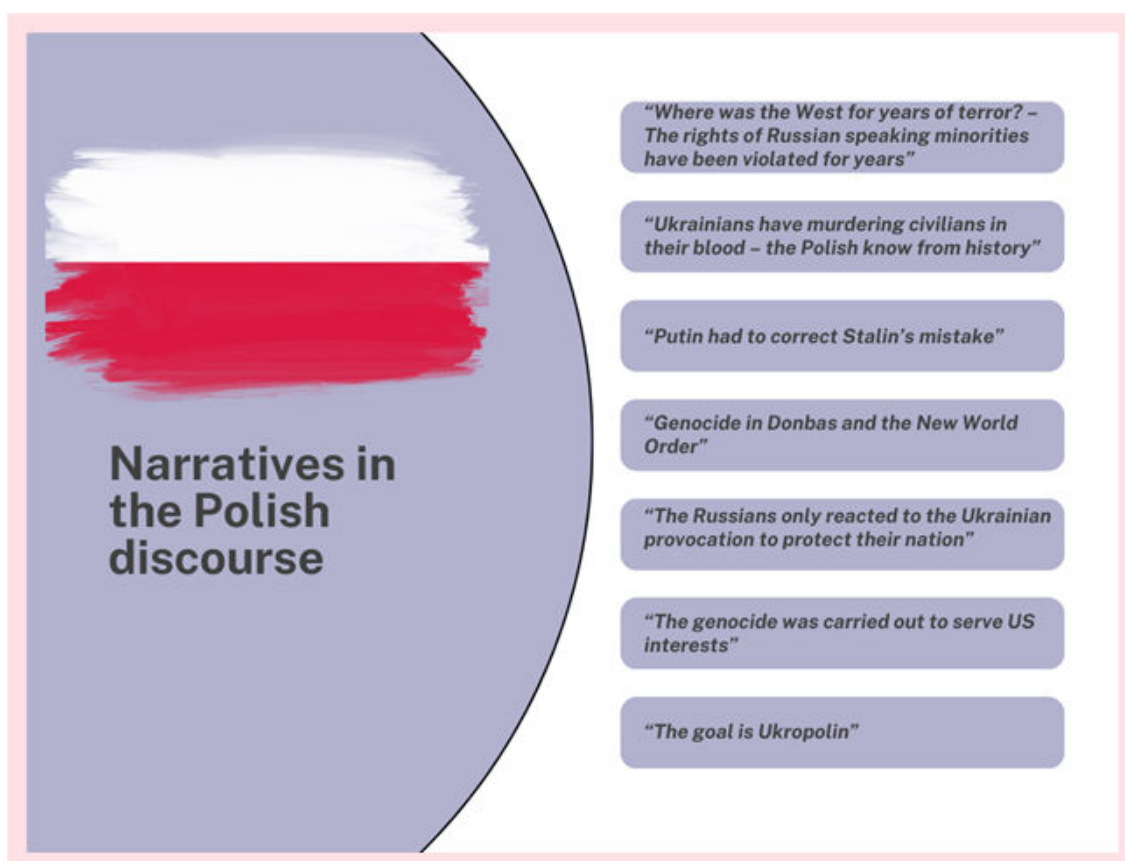 Narratives in
the Polish
discourse
“Where was the West for years of terror? –
The rights of Russian speaking minorities
have been violated for years”
“Ukrainians have murdering civilians in
their blood – the Polish know from history”
“Putin had to correct Stalin’s mistake”
“Genocide in Donbas and the New World
Order”
“The Russians only reacted to the Ukrainian
provocation to protect their nation”
“The genocide was carried out to serve US
interests”
“The goal is Ukropolin”